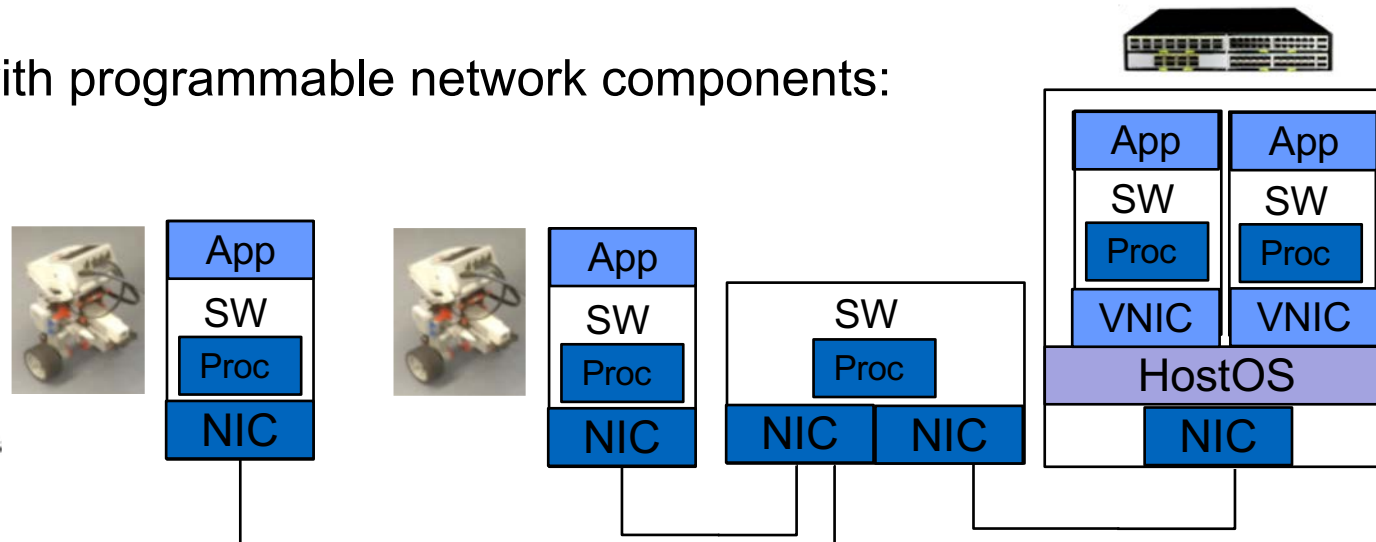 ith programmable network components:
App
SW
Proc
NIC
App
SW
Proc
NIC
SW
Proc
NIC NIC
App App
SW SW
Proc Proc
VNIC VNIC
HostOS
NIC